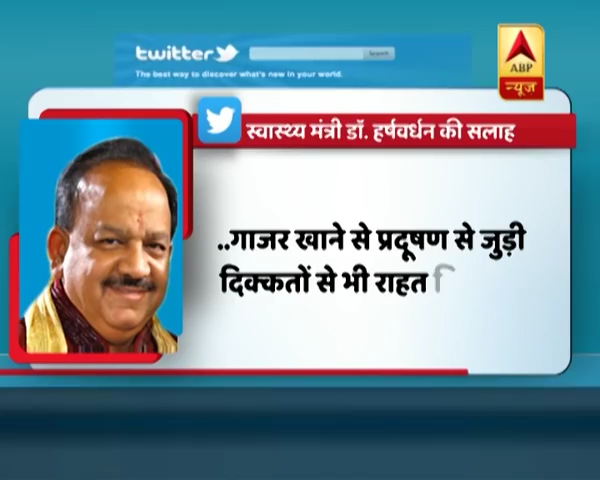 twitter
Search
The best way to discover what's new in your world.
ABP
न्यूज़
स्वास्थ्य मंत्री डॉ. हर्षवर्धन की सलाह
..गाजर खाने से प्रदूषण से जुड़ी
दिक्कतों से भी राहत